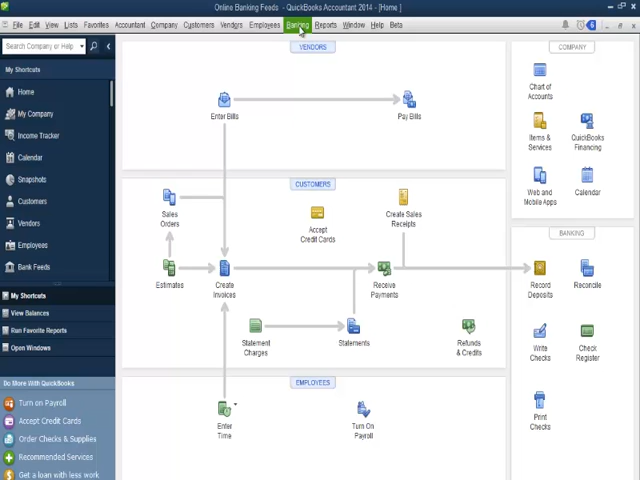 Online Banking Feeds - QuickBooks Accountant 2014 - [Home ]
File Edit View Lists Favorites Accountant Company Customers Vendors Employees Banking Reports Window Help Beta
6
Search Company or Help
My Shortcuts
Home
My Company
Income Tracker
Calendar
Snapshots
Customers
Vendors
Employees
Bank Feeds
My Shortcuts
View Balances
Run Favorite Reports
Open Windows
Do More With QuickBooks
Turn on Payroll
Accept Credit Cards
Order Checks & Supplies
Recommended Services
Get a loan with less work
VENDORS
Enter Bills
Pay Bills
CUSTOMERS
Sales
Orders
Accept
Credit Cards
Create Sales
Receipts
Estimates
Create
Invoices
Receive
Payments
Statement
Charges
Statements
Refunds
& Credits
EMPLOYEES
Enter
Time
Turn On
Payroll
COMPANY
Chart of
Accounts
Items &
Services
QuickBooks
Financing
Web and
Mobile Apps
Calendar
BANKING
Record
Deposits
Reconcile
Write
Checks
Check
Register
Print
Checks